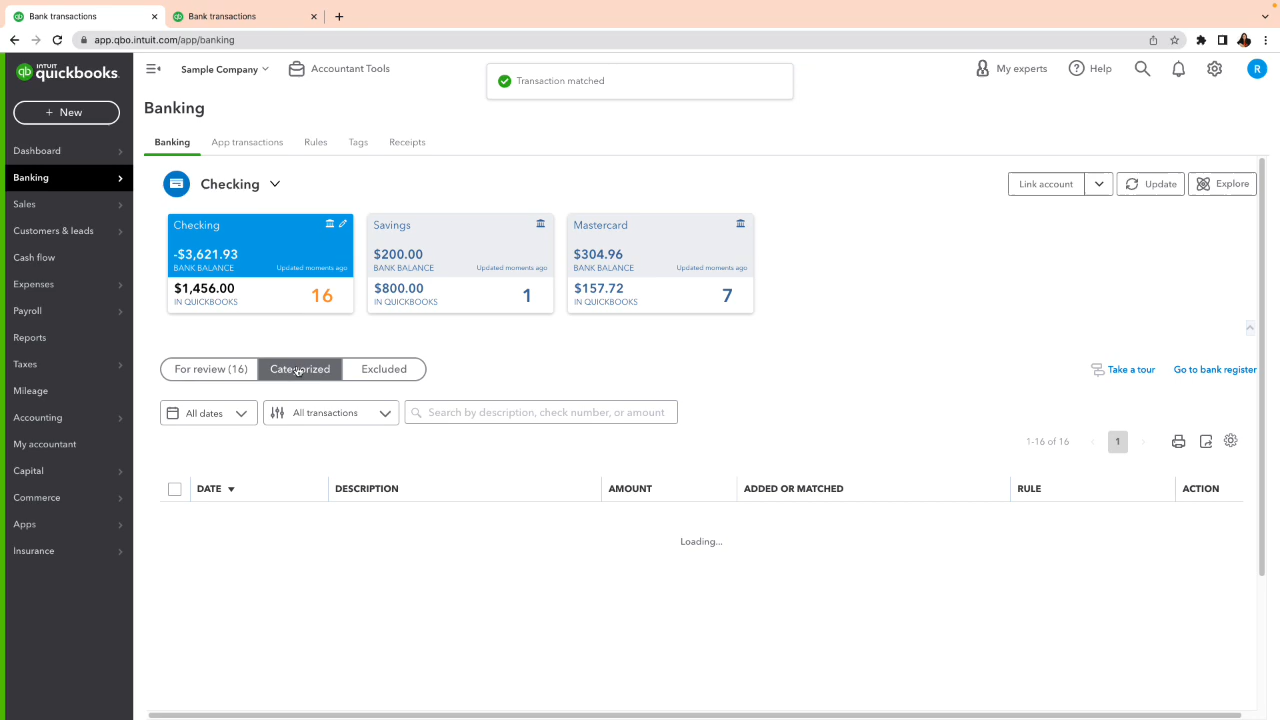 Bank transactions
Bank transactions
app.qbo.intuit.com/app/banking
INTUIT
quickbooks.
qb
Sample Company
Accountant Tools
Transaction matched
My experts
Help
R
+ New
Banking
Dashboard
Banking
Sales
Customers & leads
Cash flow
Expenses
Payroll
Reports
Taxes
Mileage
Accounting
My accountant
Capital
Commerce
Apps
Insurance
Banking
App transactions
Rules
Tags
Receipts
Checking
Link account
Update
Explore
Checking
-$3,621.93
BANK BALANCE
Updated moments ago
$1,456.00
IN QUICKBOOKS
16
Savings
$200.00
BANK BALANCE
Updated moments ago
$800.00
IN QUICKBOOKS
1
Mastercard
$304.96
BANK BALANCE
Updated moments ago
$157.72
IN QUICKBOOKS
7
For review (16)
Categorized
Excluded
Take a tour
Go to bank register
All dates
All transactions
Search by description, check number, or amount
1-16 of 16
1
DATE
DESCRIPTION
AMOUNT
ADDED OR MATCHED
RULE
ACTION
Loading...